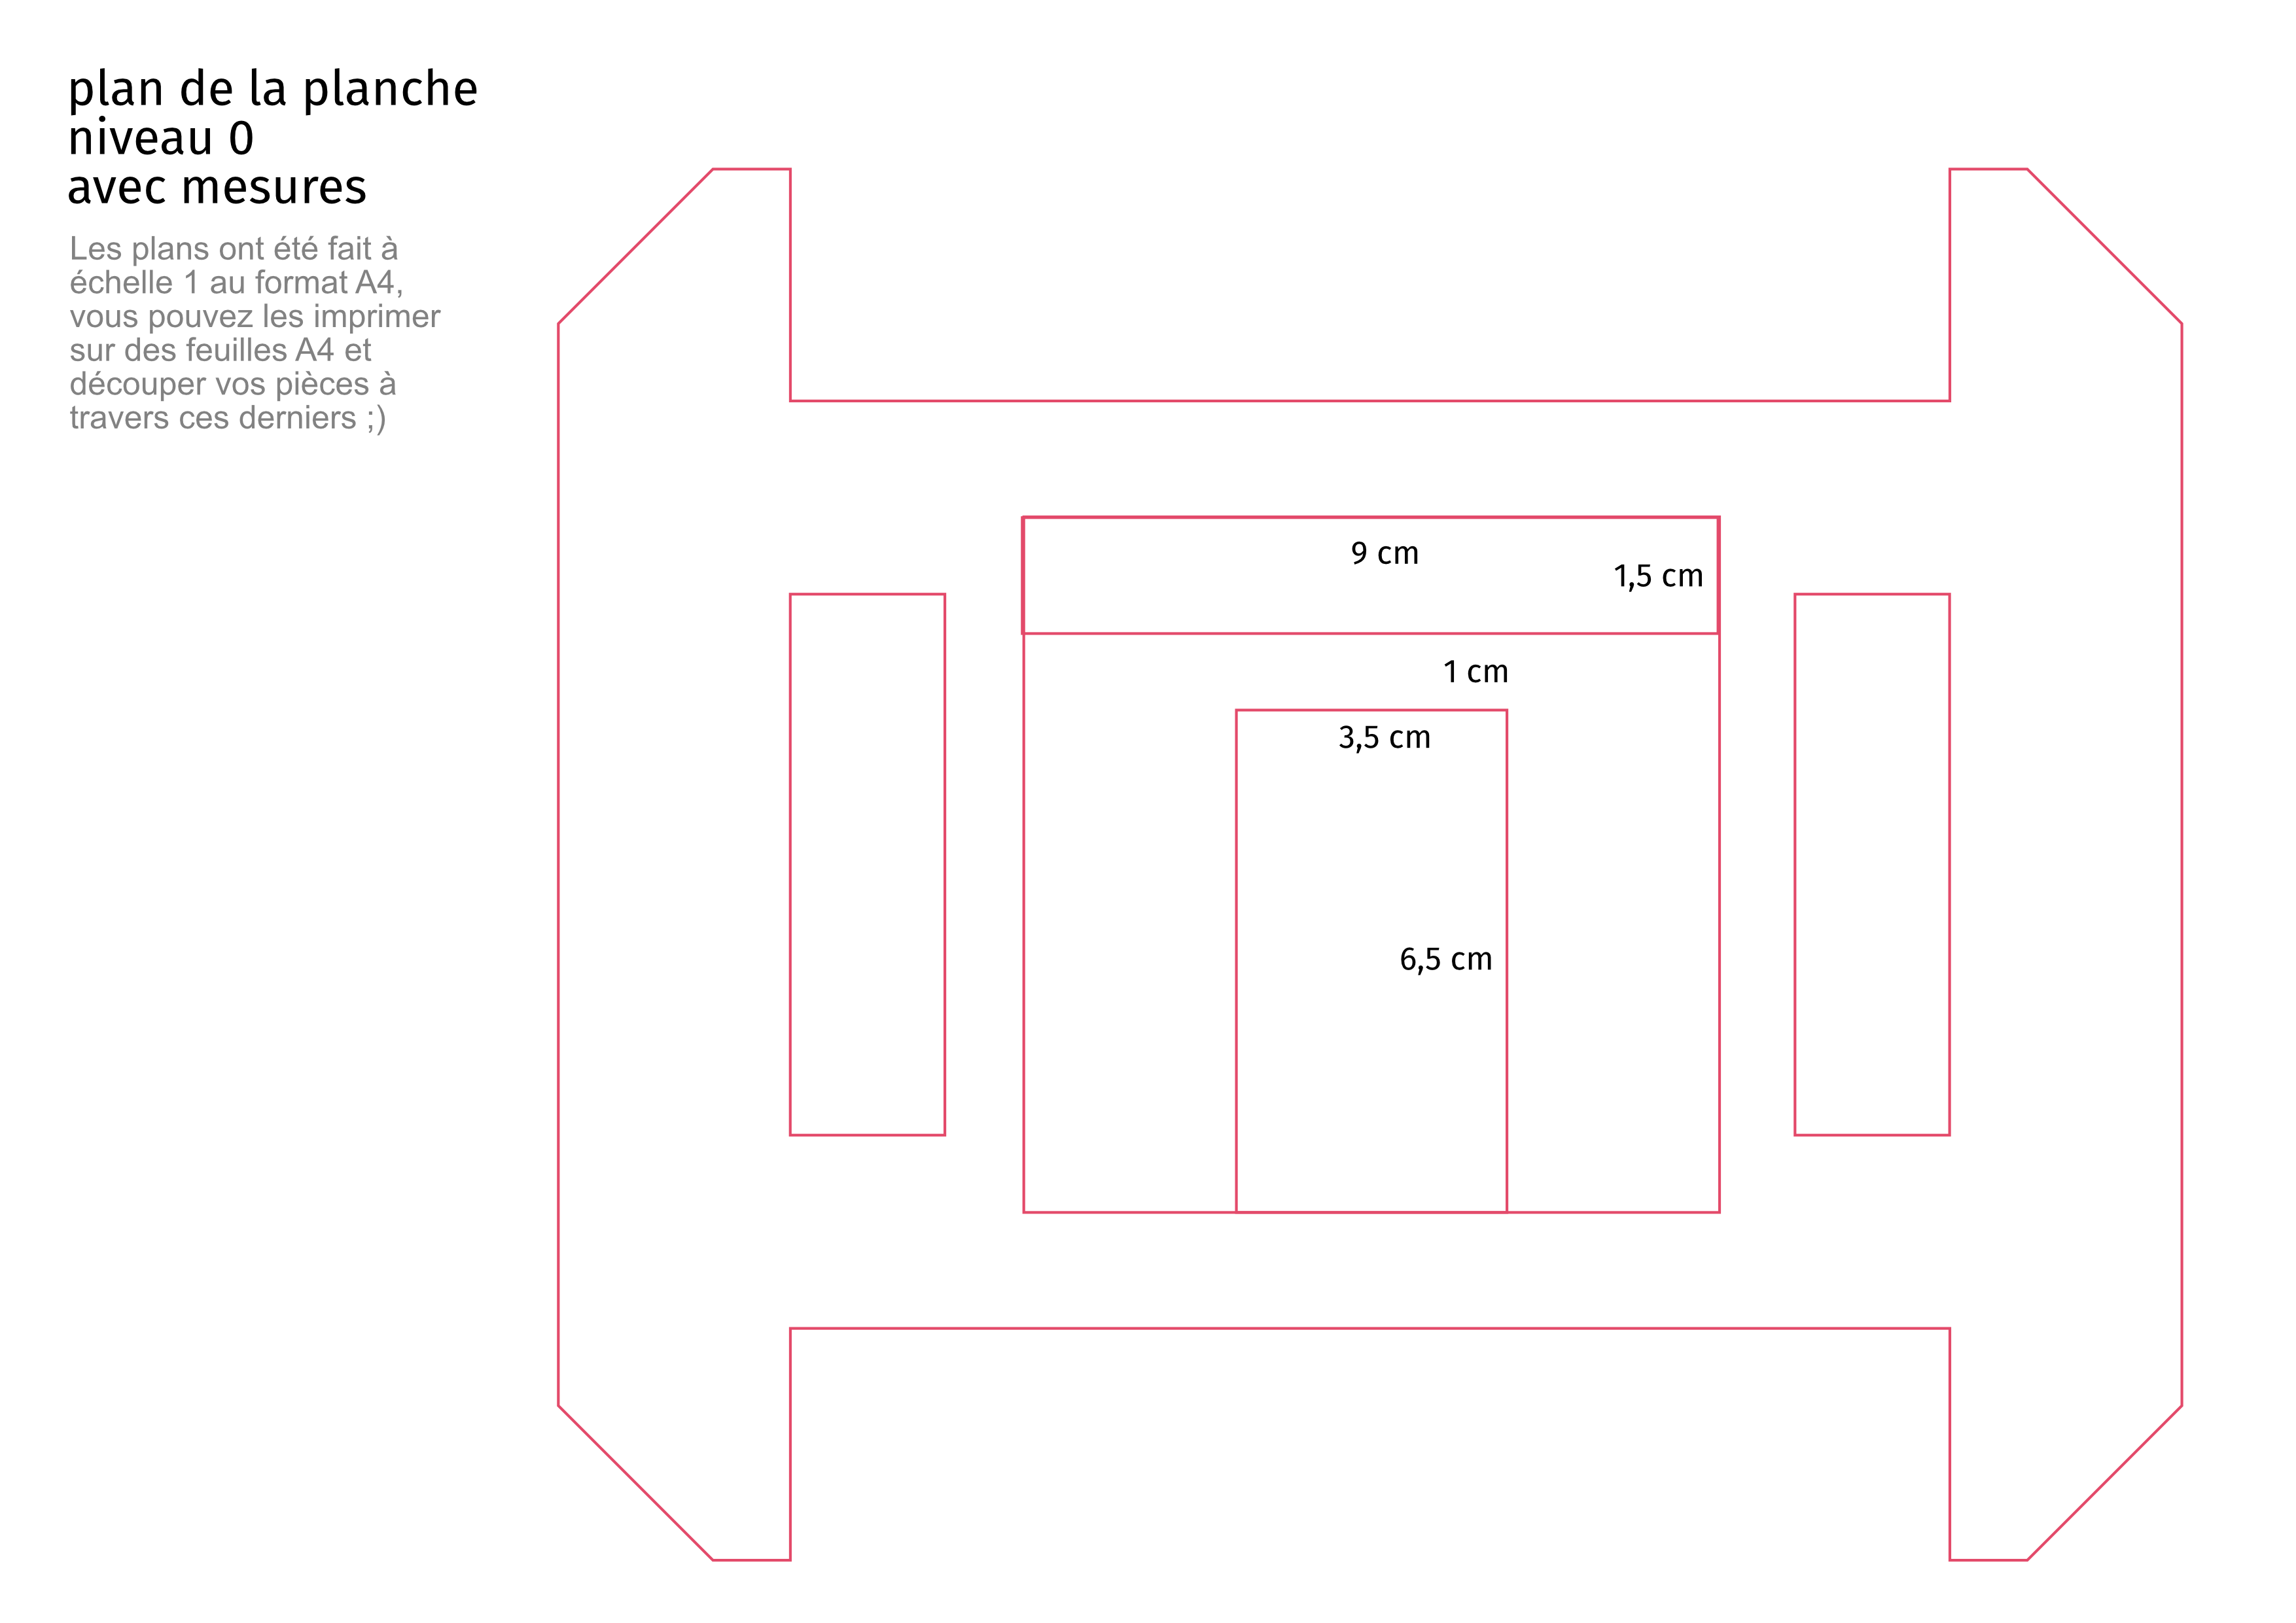 plan de la planche
niveau 0
avec mesures
Les plans ont été fait à
échelle 1 au format A4,
vous pouvez les imprimer
sur des feuilles A4 et
découper vos pièces à
travers ces derniers ;)
9 cm
1,5 cm
1 cm
3,5 cm
6,5 cm